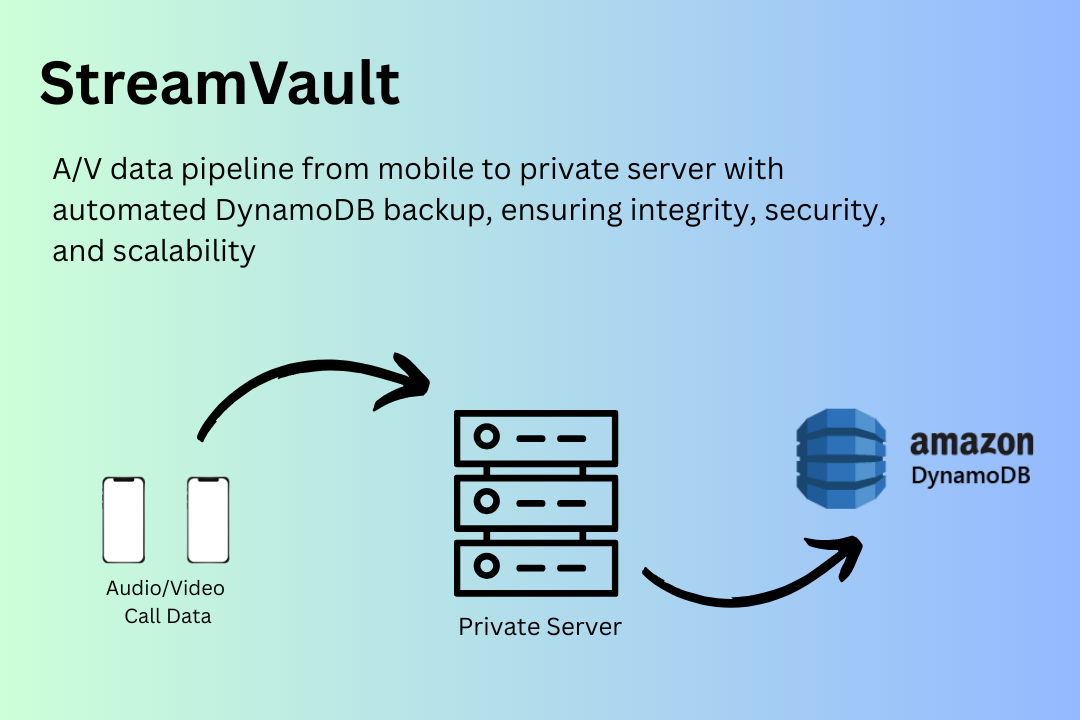 StreamVault
A/V data pipeline from mobile to private server with
automated DynamoDB backup, ensuring integrity, security,
and scalability
amazon
DynamoDB
Audio/Video
Call Data
Private Server